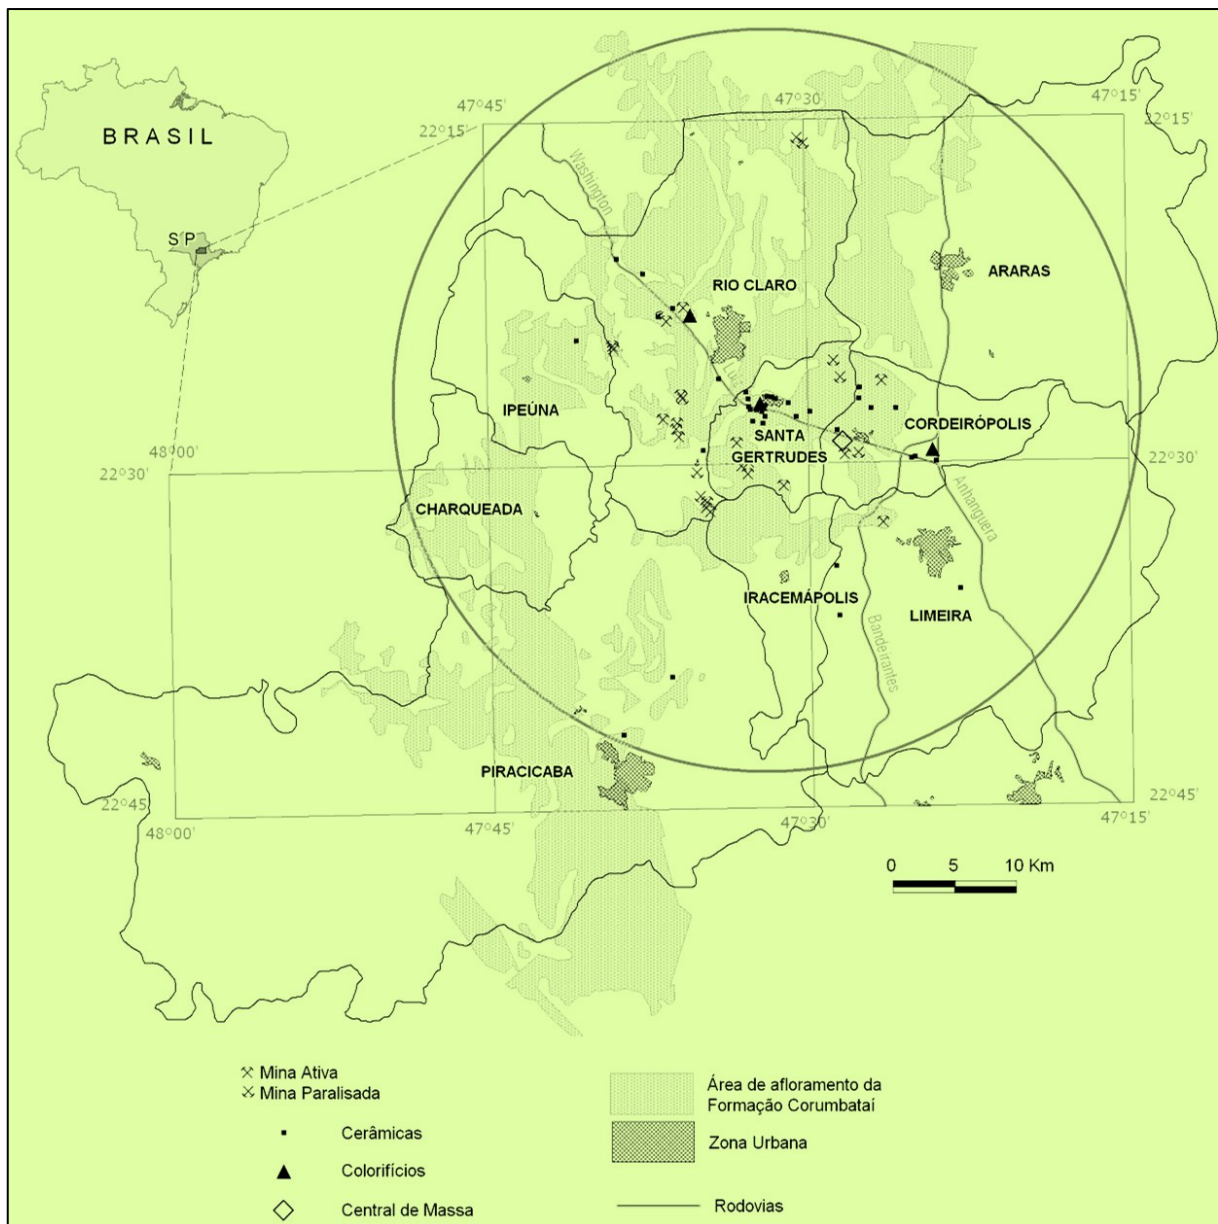 BRASIL
SP
47°45'
47°30'
47°15'
22°15'
22°15'
Washington
RIO CLARO
ARARAS
Luiz
IPEÚNA
CORDEIRÓPOLIS
SANTA
GERTRUDES
48°00'
22°30'
22°30'
CHARQUEADA
Anhanguera
IRACEMÁPOLIS
LIMEIRA
Bandeirantes
PIRACICABA
22°45'
22°45'
48°00'
47°45'
47°30'
47°15'
0 5 10 Km
Mina Ativa
Mina Paralisada
Cerâmicas
Colorifícios
Central de Massa
Área de afloramento da
Formação Corumbataí
Zona Urbana
Rodovias